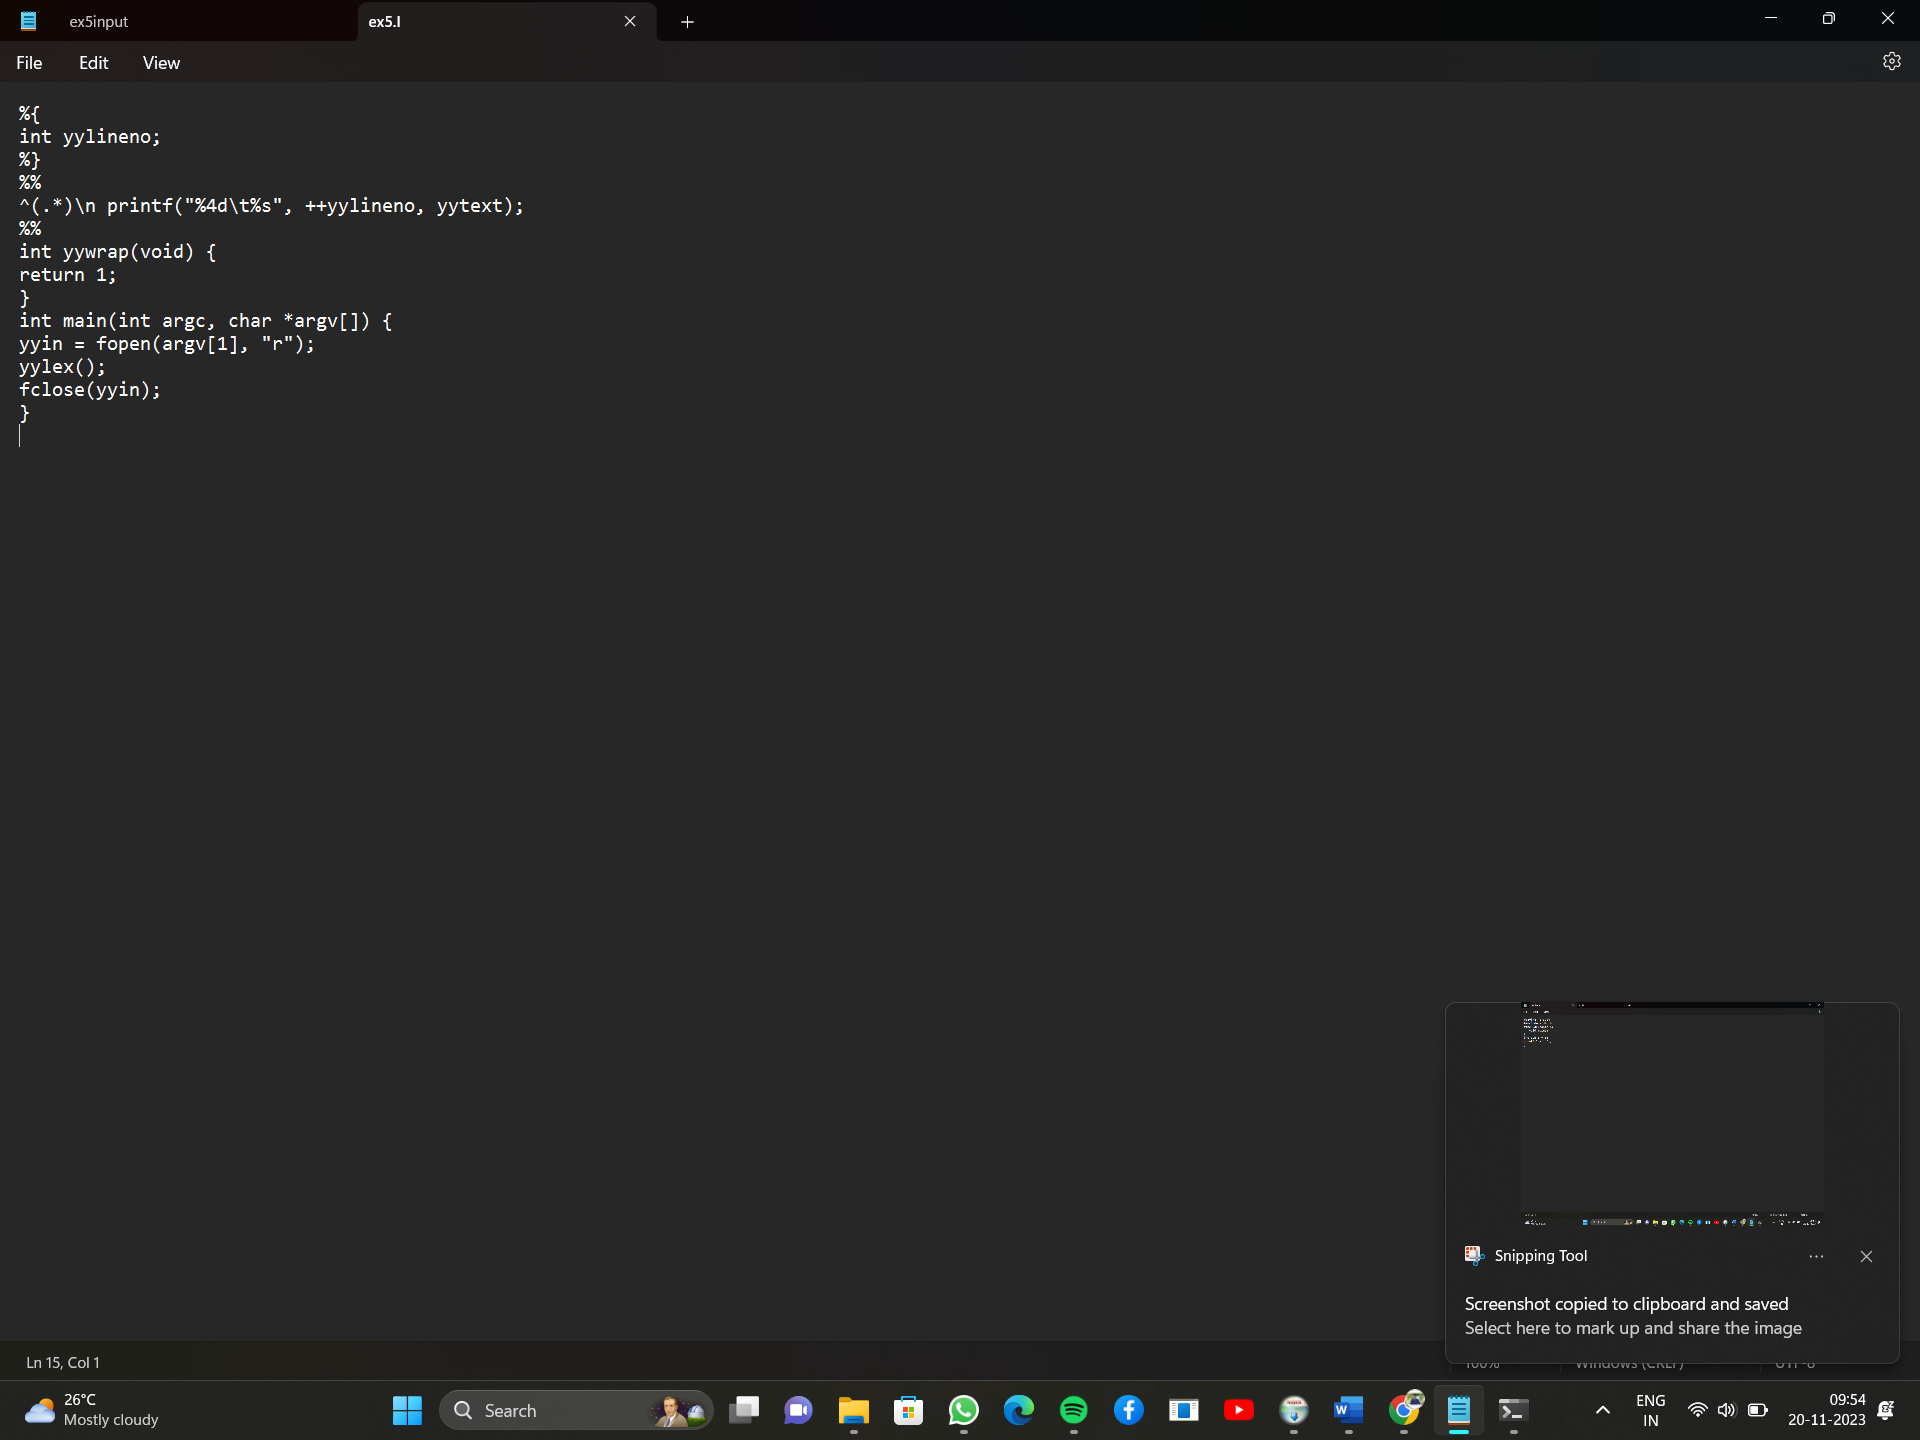 ex5input
ex5.l
File Edit View
%{
int yylineno;
%}
%%
^(.*)\n printf("%4d\t%s", ++yylineno, yytext);
%%
int yywrap(void) {
return 1;
}
int main(int argc, char *argv[]) {
yyin = fopen(argv[1], "r");
yylex();
fclose(yyin);
}
Snipping Tool
Screenshot copied to clipboard and saved
Select here to mark up and share the image
Ln 15, Col 1
100%
Windows (CRLF)
UTF-8
26°C
Mostly cloudy
Search
ENG
IN
09:54
20-11-2023